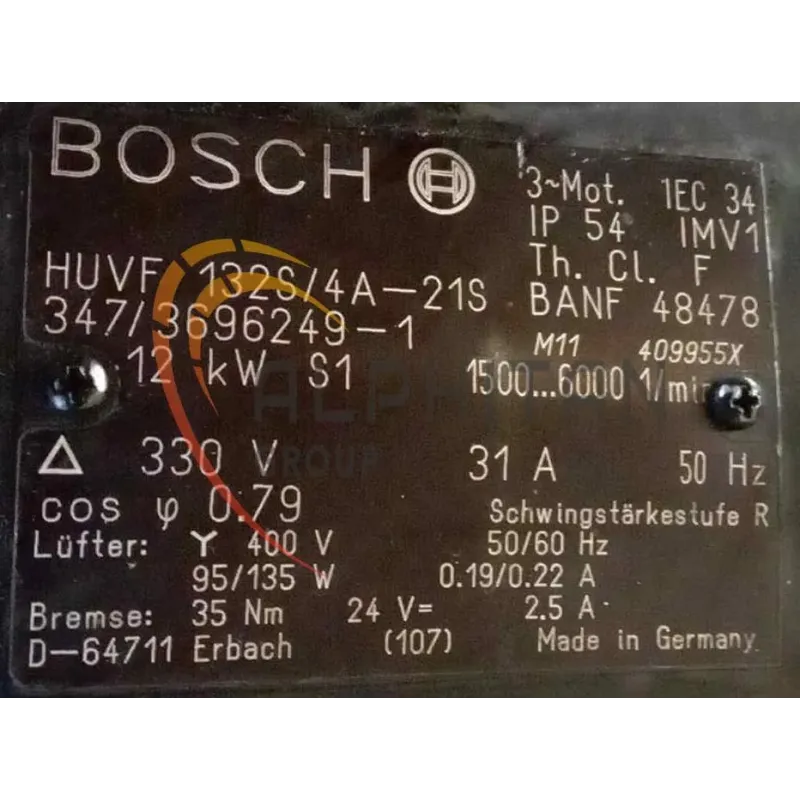 BOSCH
3~Mot. IEC 34
IP 54 IMV1
Th. Cl. F
HUVF 132S/4A-21S
BANF 48478
347/3696249-1
M11 409955X
12 kW S1
1500...6000 1/min
Δ 330 V 31 A 50 Hz
cos φ 0.79
Schwingstärkestufe R
Lüfter: Y 400 V 50/60 Hz
95/135 W 0.19/0.22 A
Bremse: 35 Nm 24 V= 2.5 A
D-64711 Erbach (107) Made in Germany
ALPHATAN
GROUP